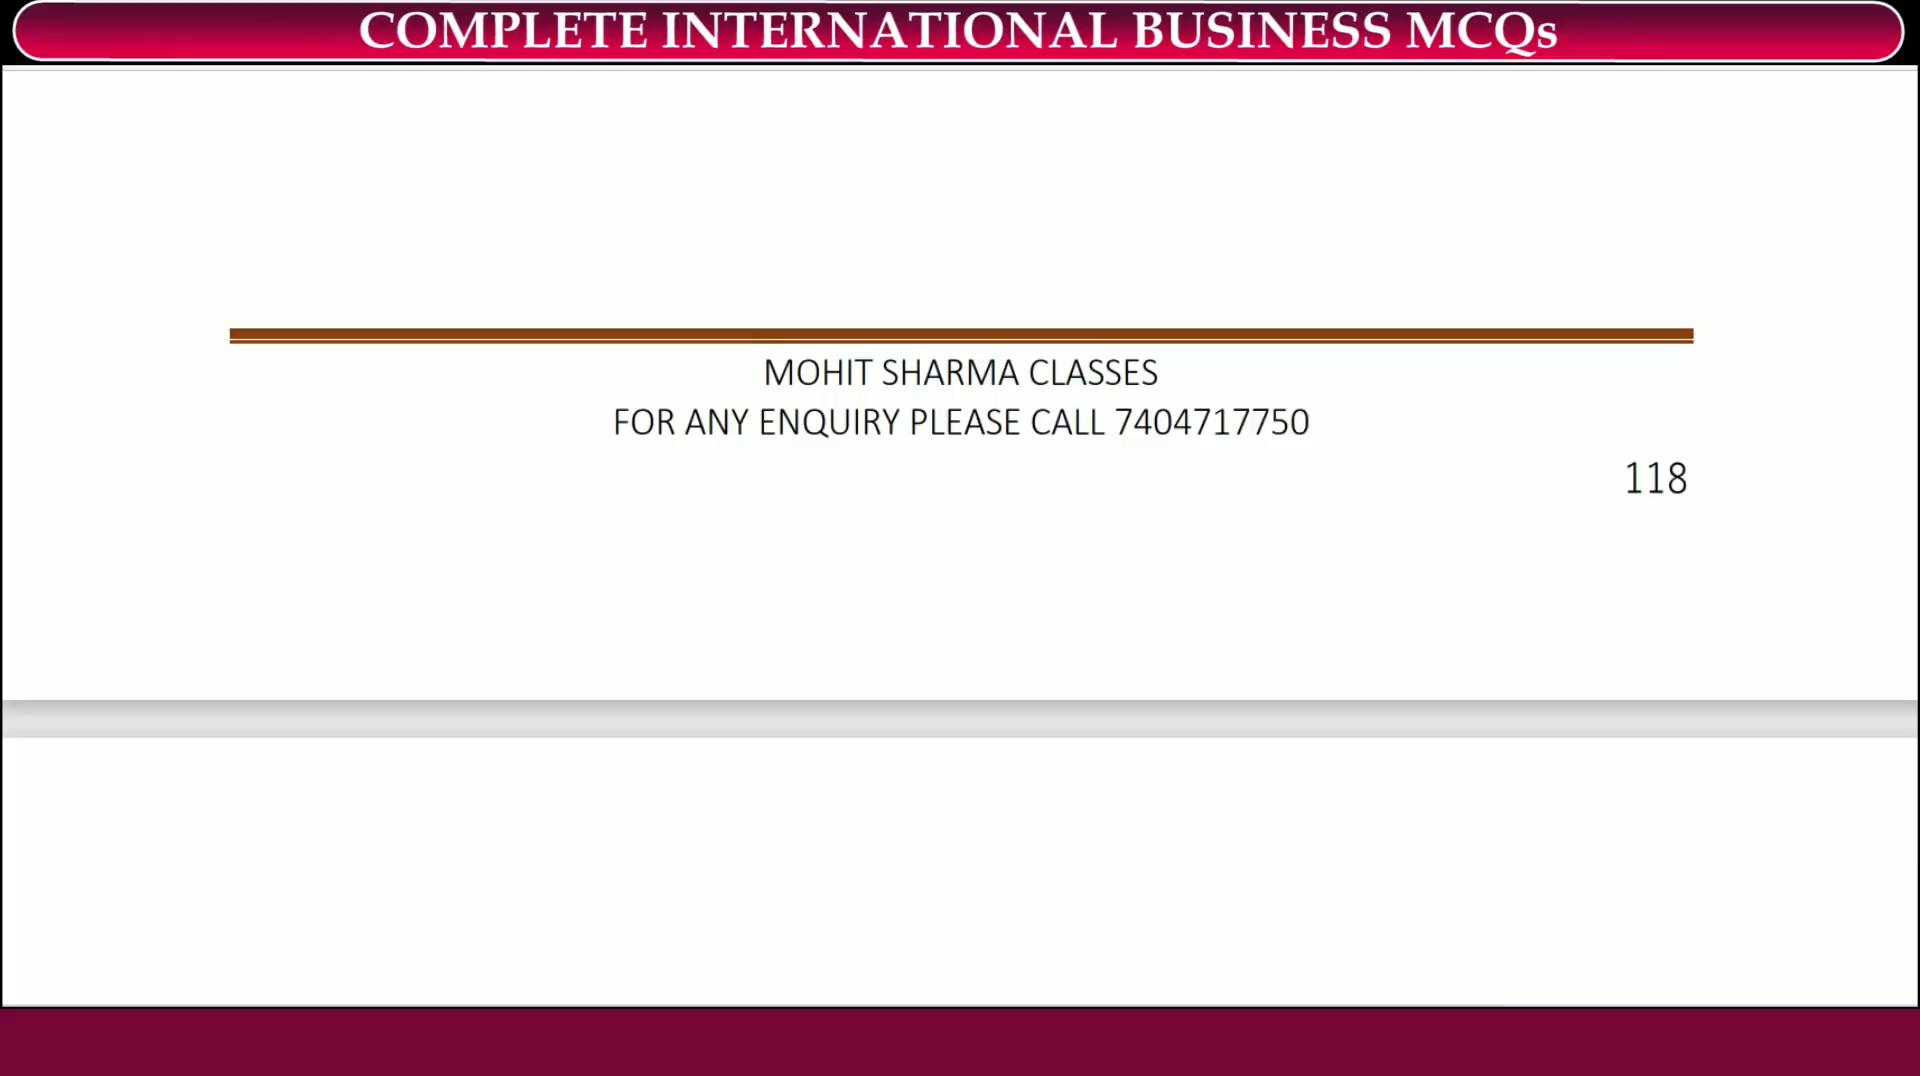 COMPLETE INTERNATIONAL BUSINESS MCQs
MOHIT SHARMA CLASSES
FOR ANY ENQUIRY PLEASE CALL 7404717750
118